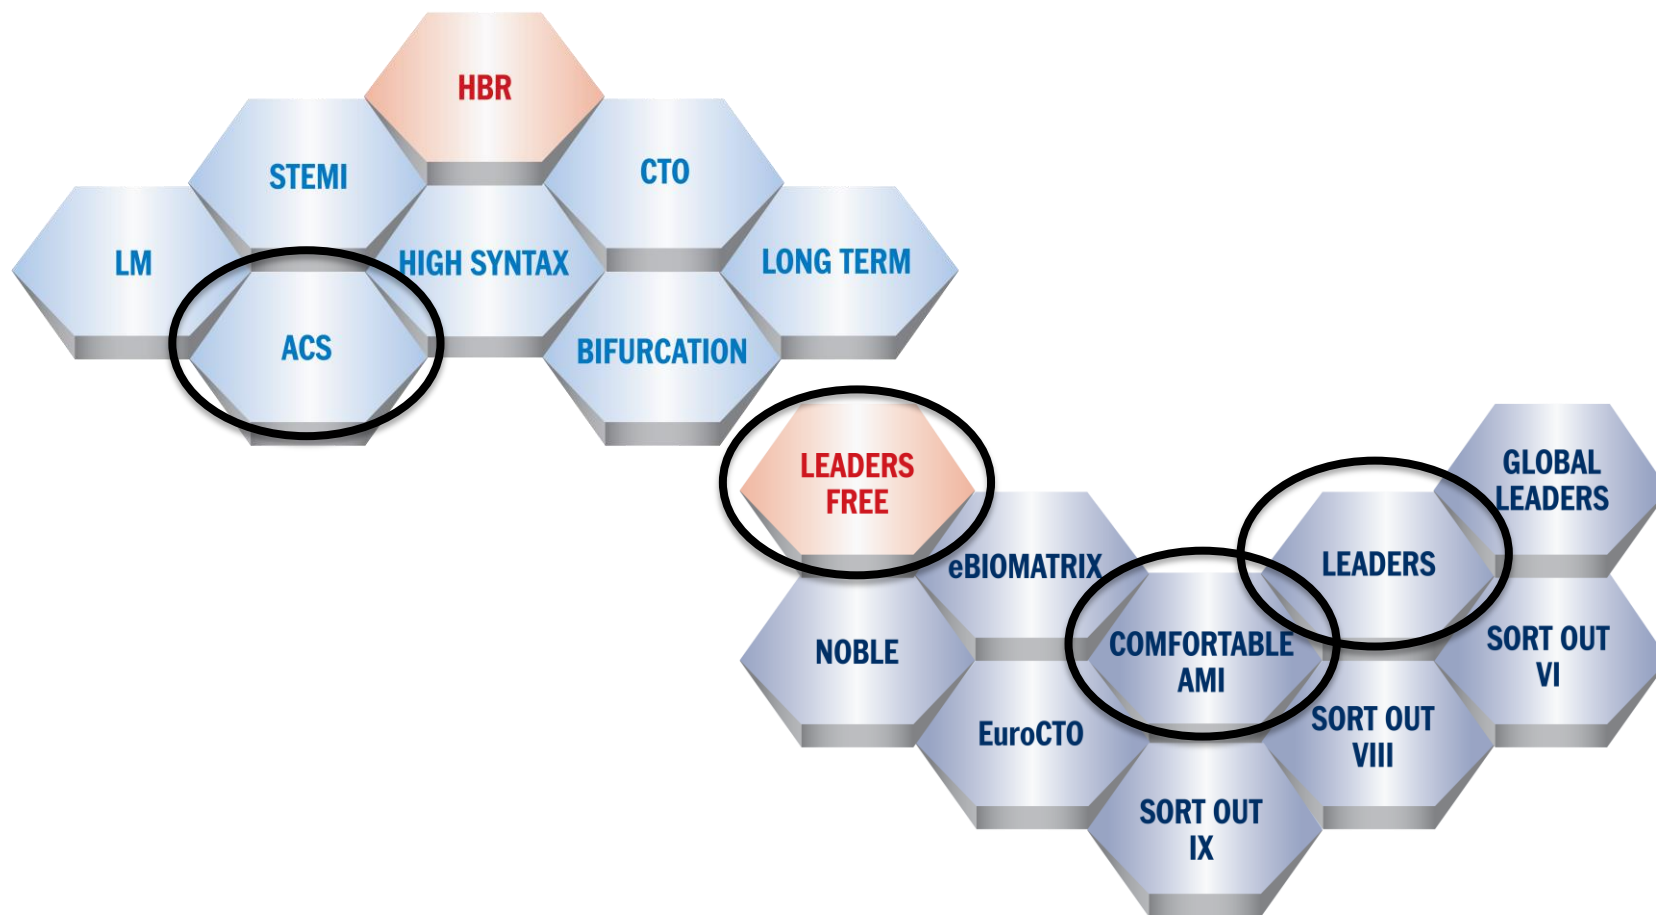 HBR
STEMI
CTO
LM
HIGH SYNTAX
LONG TERM
ACS
BIFURCATION
LEADERS
FREE
GLOBAL
LEADERS
eBIOMATRIX
LEADERS
NOBLE
COMFORTABLE
AMI
SORT OUT
VI
EuroCTO
SORT OUT
VIII
SORT OUT
IX